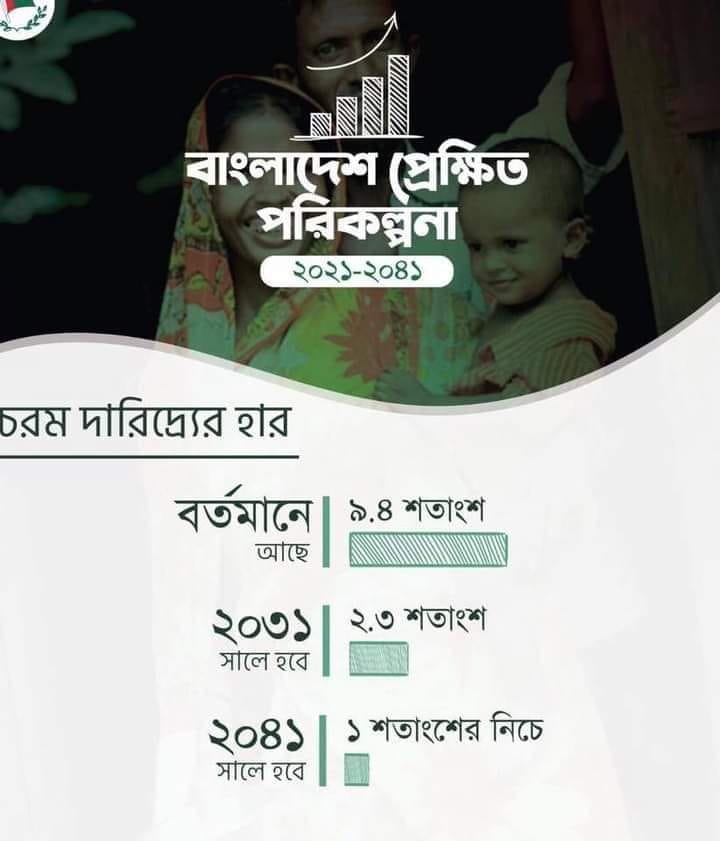 বাংলাদেশ প্রেক্ষিত
পরিকল্পনা
২০২১-২০৪১
চরম দারিদ্র্যের হার
বর্তমানে
আছে
৯.৪ শতাংশ
২০৩১
সালে হবে
২.৩ শতাংশ
২০৪১
সালে হবে
১ শতাংশের নিচে